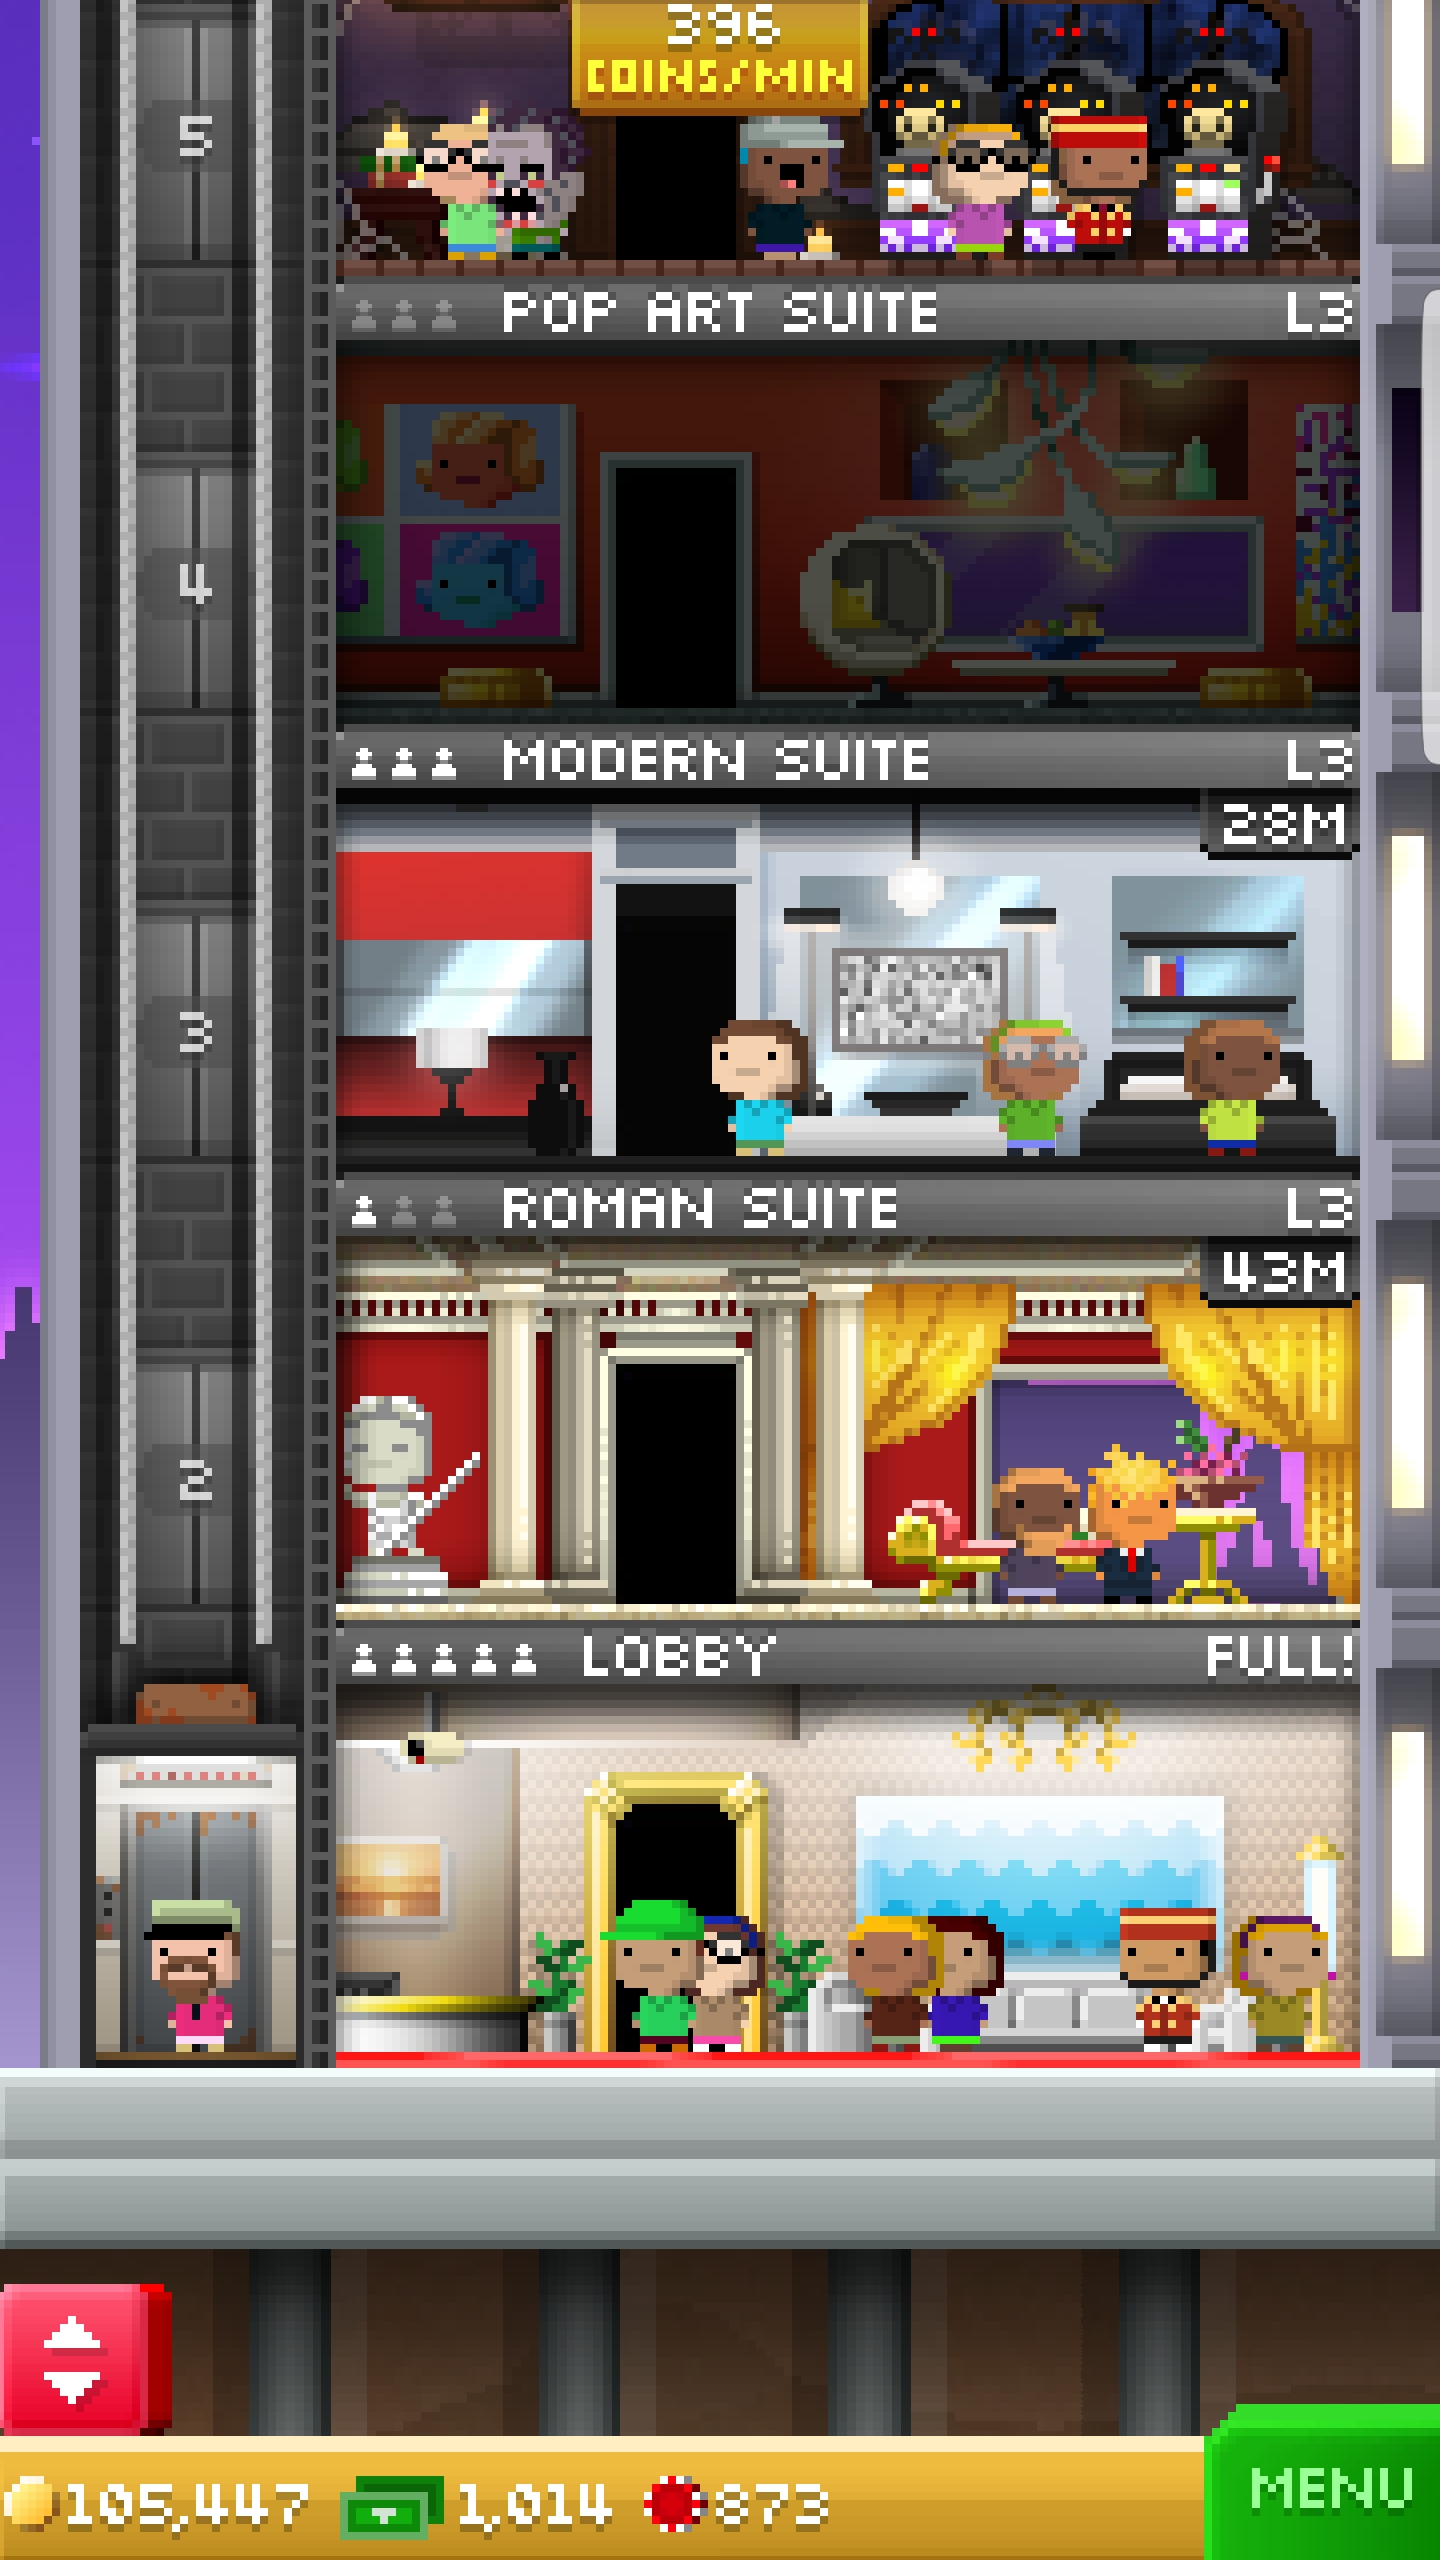 396
COINS/MIN
5
POP ART SUITE L3
4
MODERN SUITE L3
28M
3
ROMAN SUITE L3
43M
2
LOBBY FULL!
105,447 1,014 873
MENU